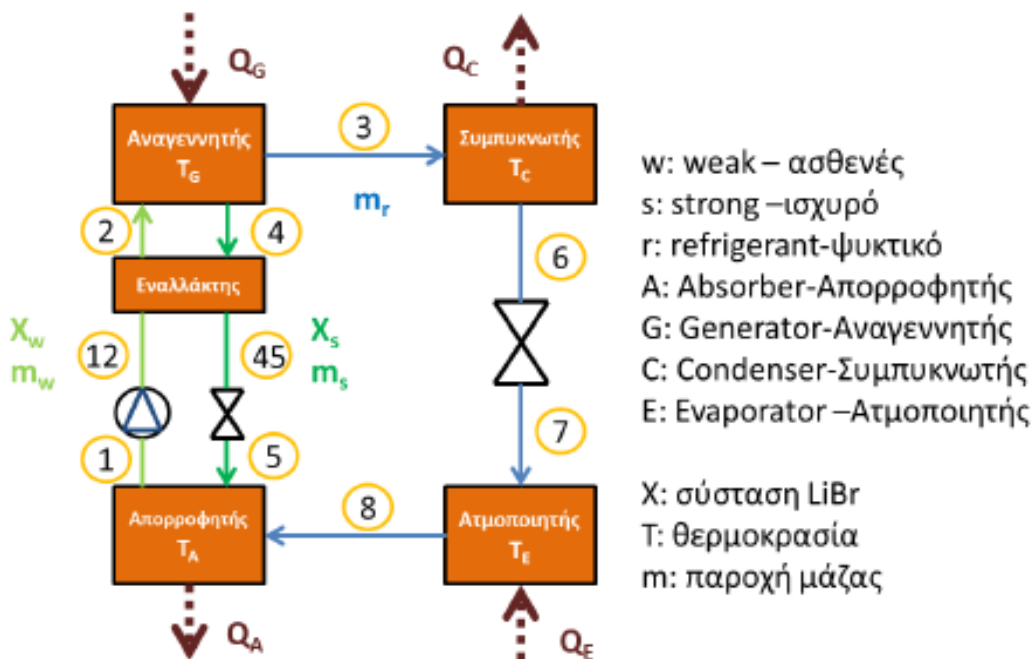 Q_G
Q_C
Αναγεννητής
T_G
3
Συμπυκνωτής
T_C
m_r
2
4
6
Εναλλάκτης
X_w
m_w
12
45
X_s
m_s
1
5
7
Απορροφητής
T_A
8
Ατμοποιητής
T_E
Q_A
Q_E
w: weak – ασθενές
s: strong –ισχυρό
r: refrigerant-ψυκτικό
A: Absorber-Απορροφητής
G: Generator-Αναγεννητής
C: Condenser-Συμπυκνωτής
E: Evaporator –Ατμοποιητής
X: σύσταση LiBr
T: θερμοκρασία
m: παροχή μάζας